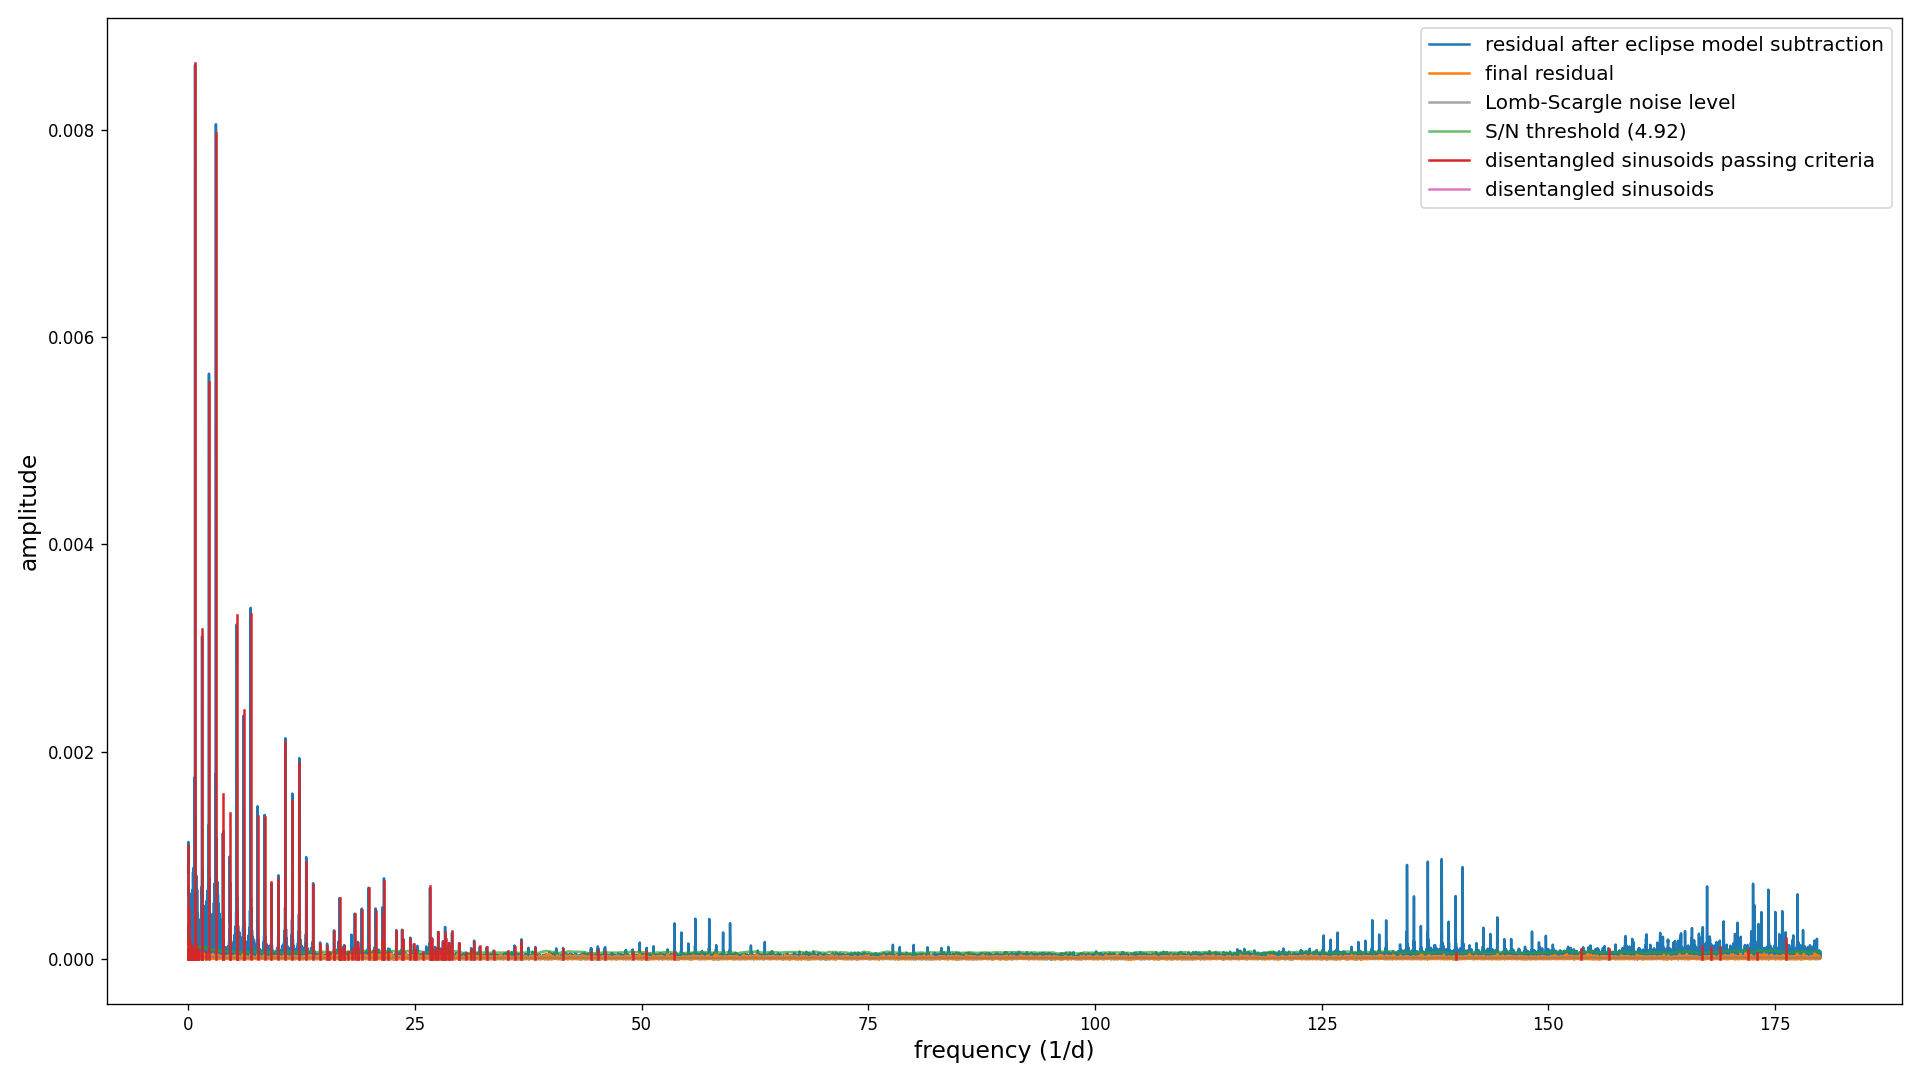 residual after eclipse model subtraction
final residual
Lomb-Scargle noise level
S/N threshold (4.92)
disentangled sinusoids passing criteria
disentangled sinusoids
0.008
0.006
0.004
0.002
0.000
amplitude
0 25 50 75 100 125 150 175
frequency (1/d)